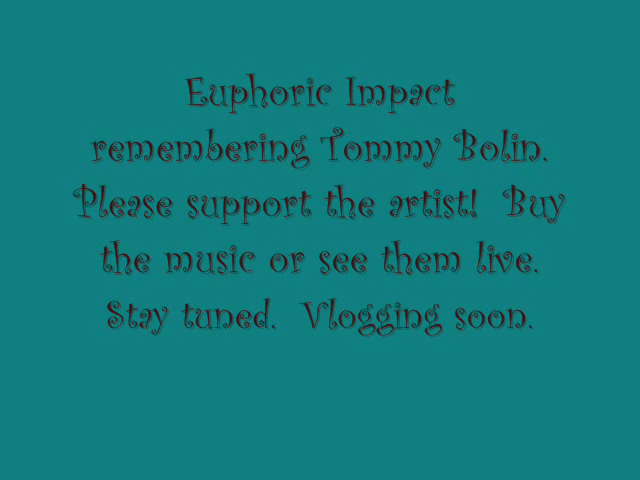 Euphoric Impact
remembering Tommy Bolin.
Please support the artist!  Buy
the music or see them live.
Stay tuned.  Vlogging soon.